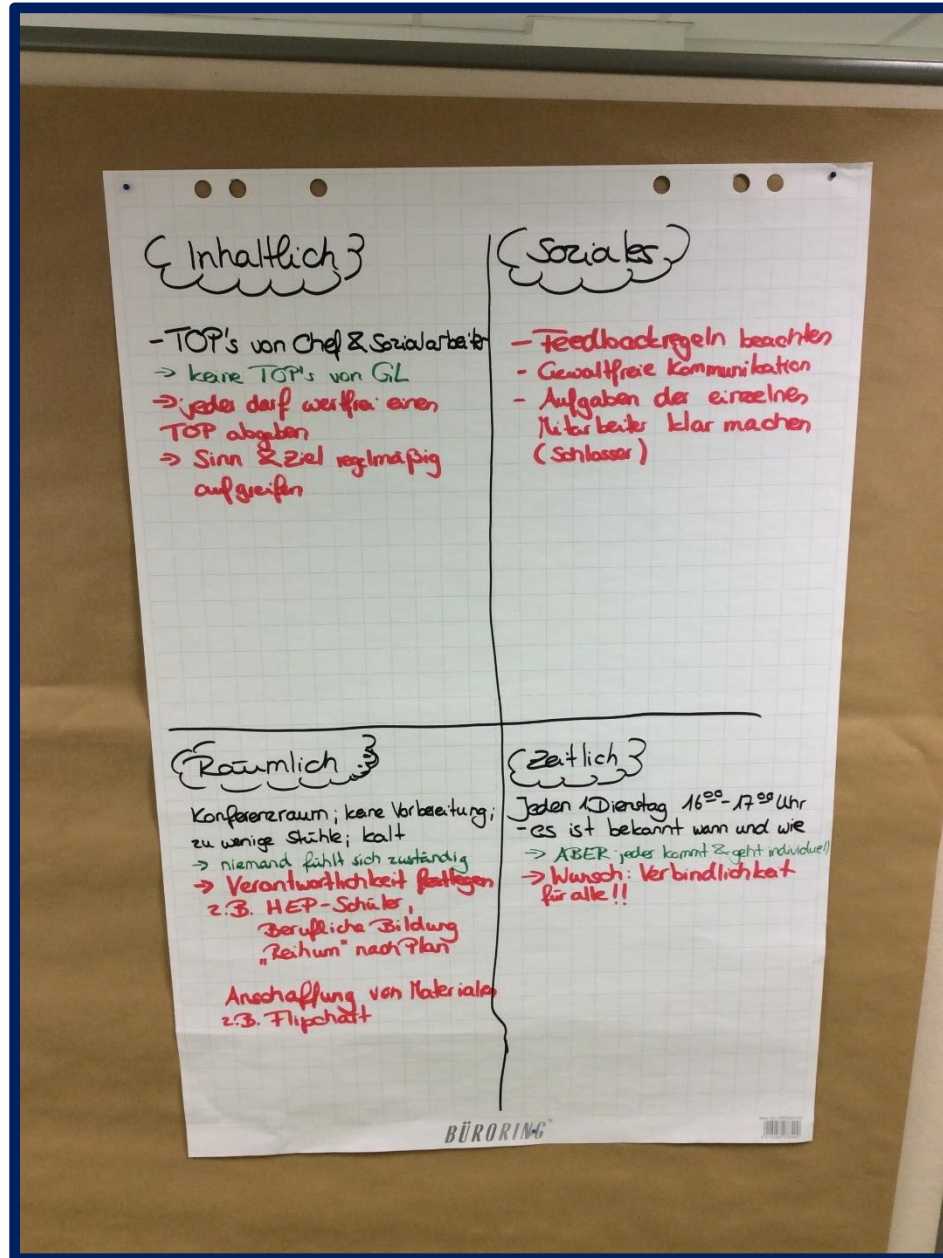 Inhaltlich
- TOP's von Chef & Sozialarbeiter
→ keine TOP's von GL
→ jeder darf wertfrei einen
TOP abgeben
→ Sinn & Ziel regelmäßig
aufgreifen
Soziales
- Feedbackregeln beachten
- Gewaltfreie Kommunikation
- Aufgaben der einzelnen
Mitarbeiter klar machen
(Schlosser)
Räumlich
Konferenzraum; keine Vorbereitung;
zu wenige Stühle; kalt
→ niemand fühlt sich zuständig
→ Verantwortlichkeit festlegen
z.B. HEP-Schüler,
Berufliche Bildung
"Reihum" nach Plan
Anschaffung von Materialen
z.B. Flipchart
Zeitlich
Jeden 1. Dienstag 16⁰⁰-17⁰⁰ Uhr
- es ist bekannt wann und wie
→ ABER jeder kommt & geht individuell
→ Wunsch: Verbindlichkeit
für alle!!
BÜRORING